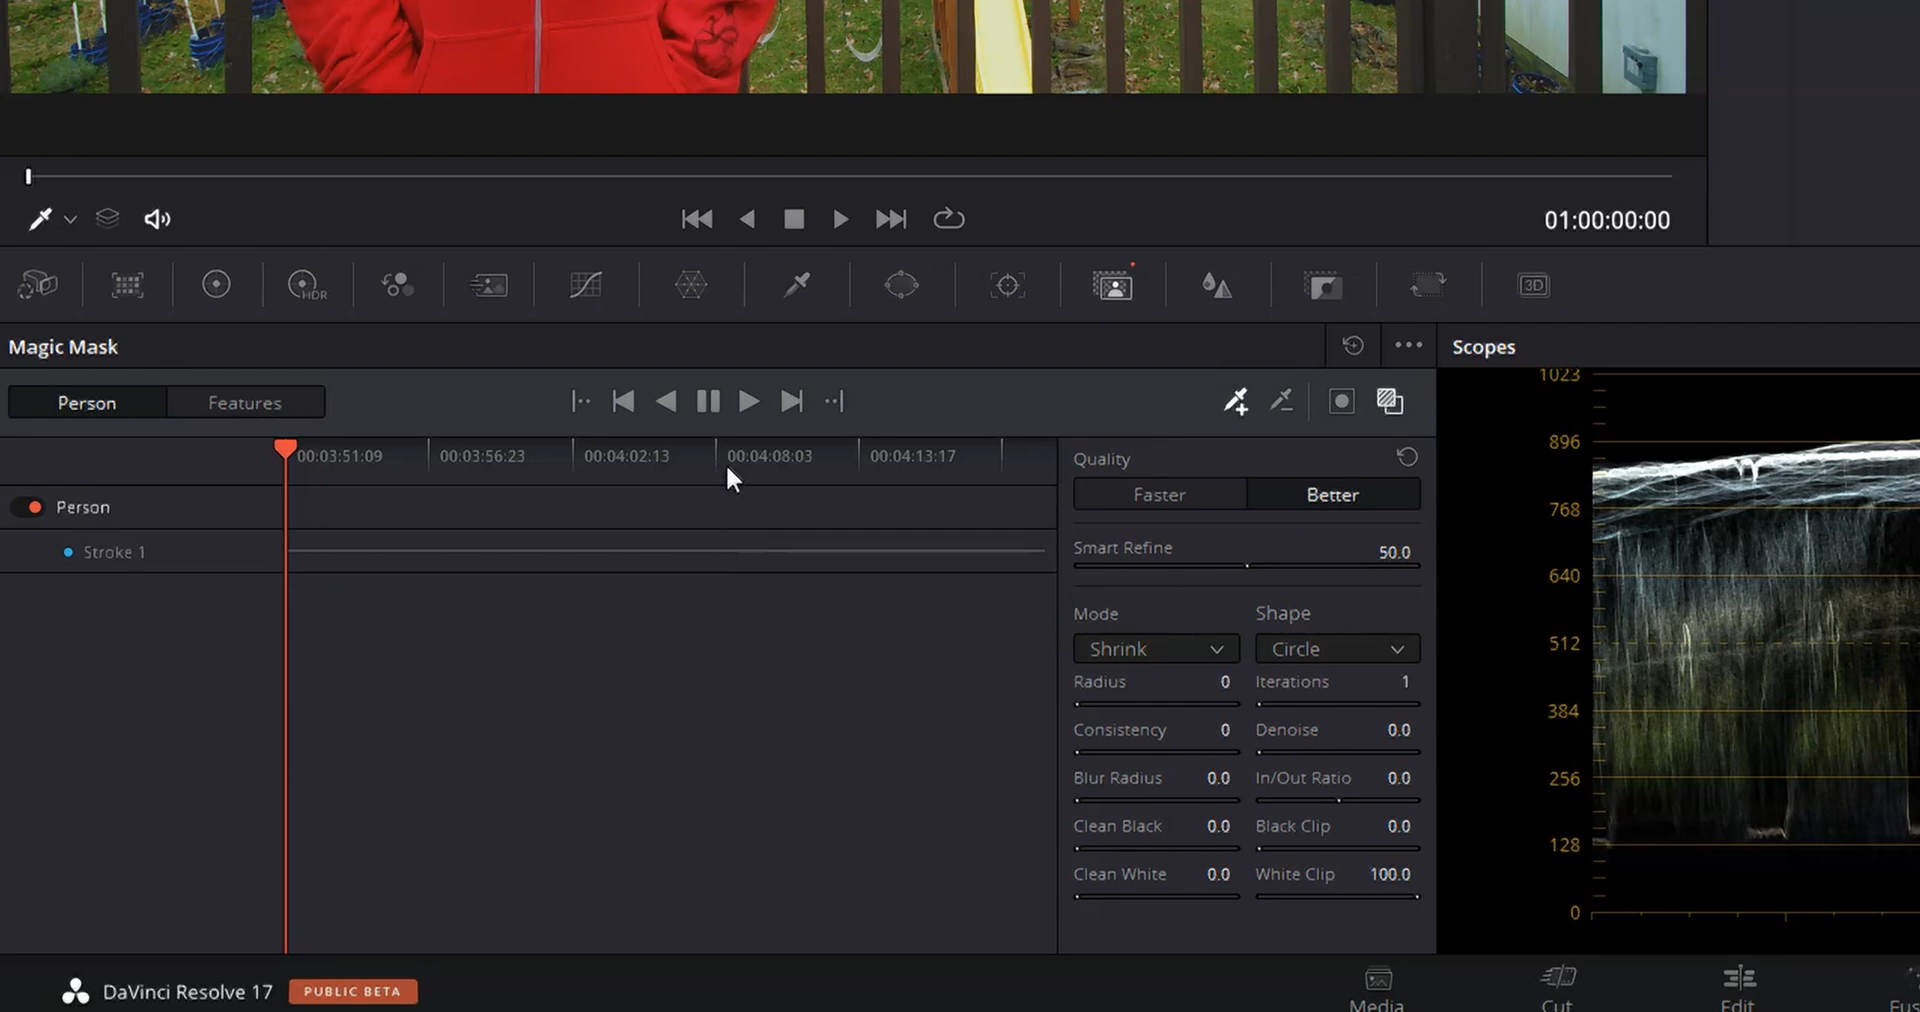 01:00:00:00
HDR
3D
Magic Mask
Scopes
Person Features
00:03:51:09 00:03:56:23 00:04:02:13 00:04:08:03 00:04:13:17
Person
Stroke 1
Quality
Faster Better
Smart Refine 50.0
Mode Shape
Shrink Circle
Radius 0 Iterations 1
Consistency 0 Denoise 0.0
Blur Radius 0.0 In/Out Ratio 0.0
Clean Black 0.0 Black Clip 0.0
Clean White 0.0 White Clip 100.0
1023
896
768
640
512
384
256
128
0
DaVinci Resolve 17 PUBLIC BETA
Media Cut Edit Fus